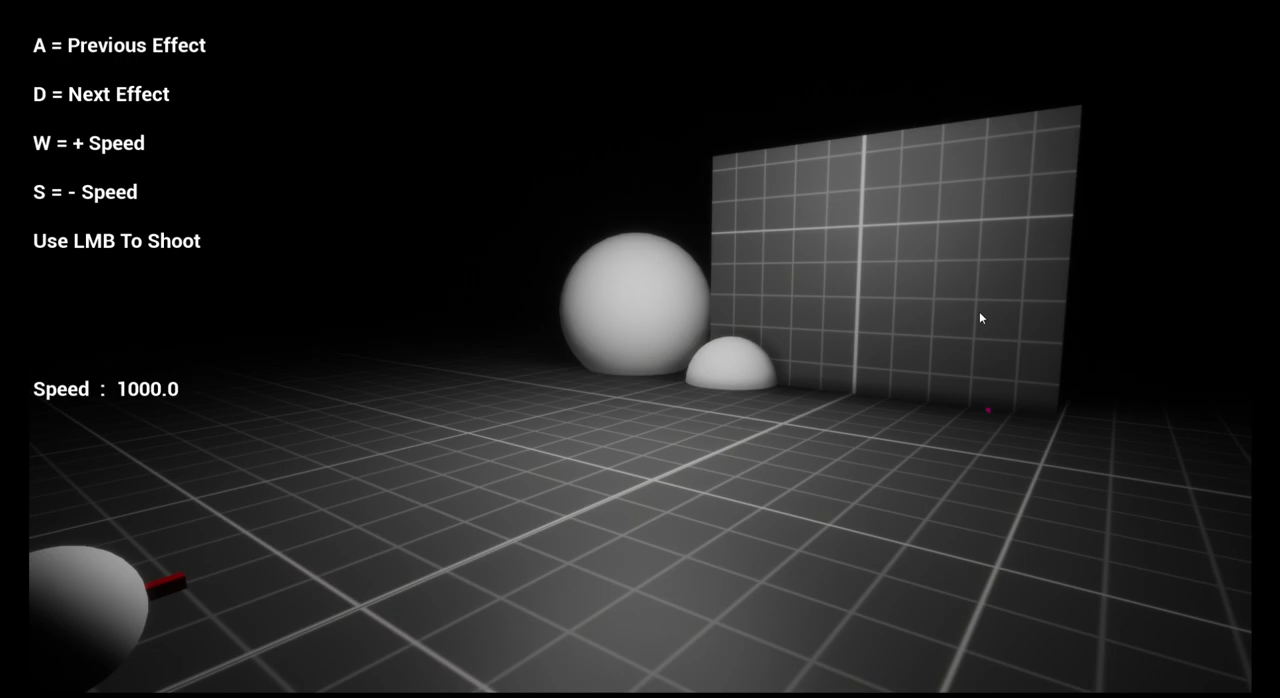 A = Previous Effect
D = Next Effect
W = + Speed
S = - Speed
Use LMB To Shoot
Speed : 1000.0